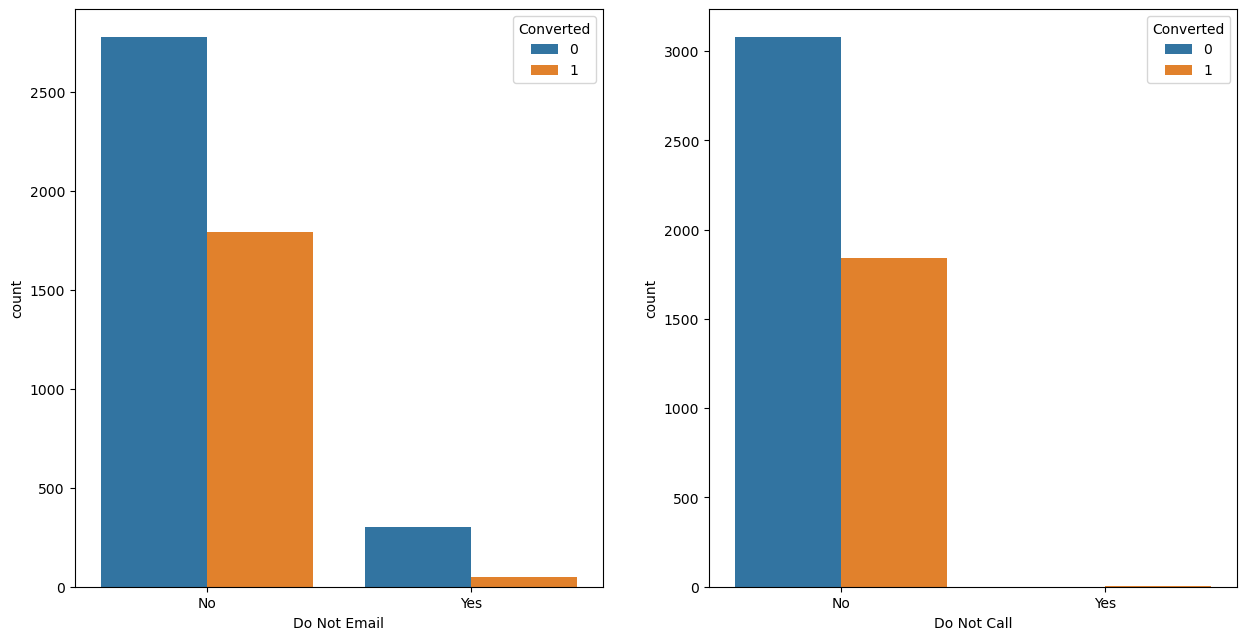 Converted
0
1
2500
2000
1500
1000
500
0
count
No
Yes
Do Not Email
Converted
0
1
3000
2500
2000
1500
1000
500
0
count
No
Yes
Do Not Call